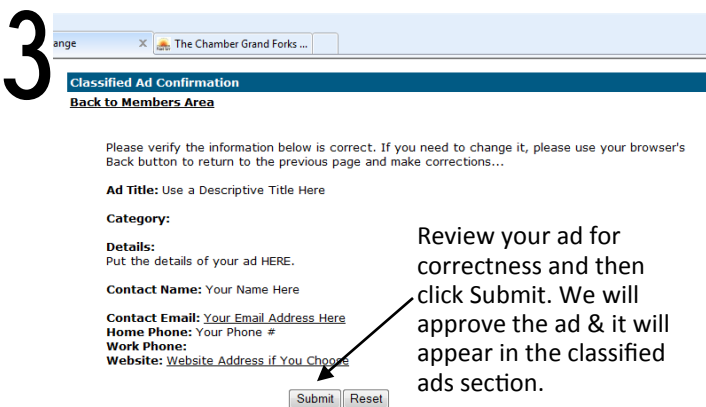 3
ange X The Chamber Grand Forks ...
Classified Ad Confirmation
Back to Members Area
Please verify the information below is correct. If you need to change it, please use your browser's
Back button to return to the previous page and make corrections...
Ad Title: Use a Descriptive Title Here
Category:
Details:
Put the details of your ad HERE.
Contact Name: Your Name Here
Contact Email: Your Email Address Here
Home Phone: Your Phone #
Work Phone:
Website: Website Address if You Choose
Review your ad for
correctness and then
click Submit. We will
approve the ad & it will
appear in the classified
ads section.
Submit Reset